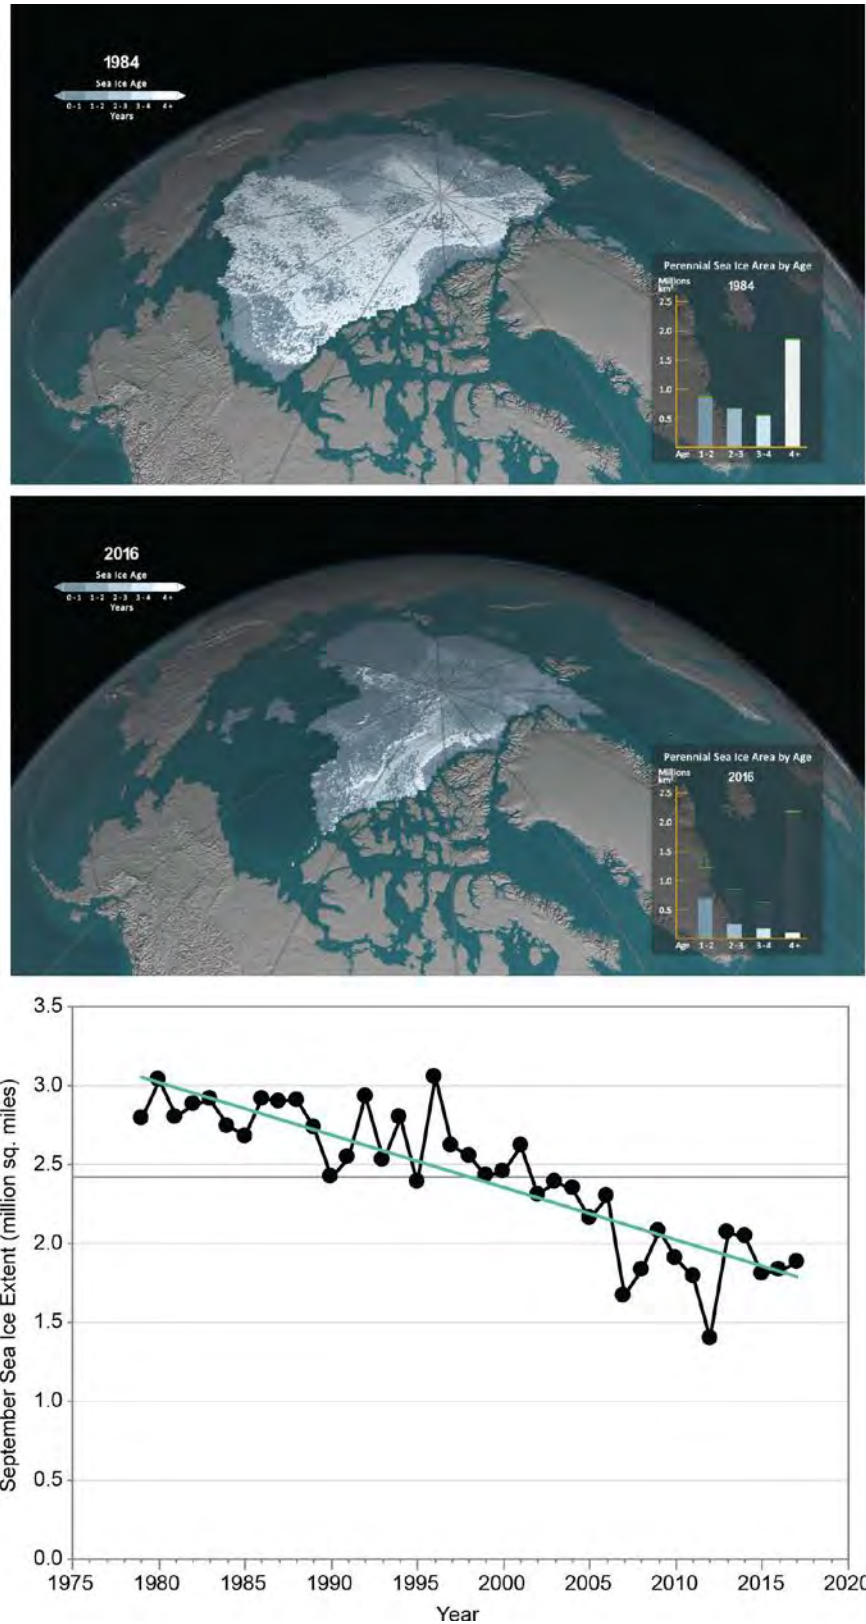 1984
Sea Ice Age
0-1 1-2 2-3 3-4 4+
Years
Perennial Sea Ice Area by Age
Millions
km²
1984
2.5
2.0
1.5
1.0
0.5
Age 1-2 2-3 3-4 4+
2016
Sea Ice Age
0-1 1-2 2-3 3-4 4+
Years
Perennial Sea Ice Area by Age
Millions
km²
2016
2.5
2.0
1.5
1.0
0.5
Age 1-2 2-3 3-4 4+
September Sea Ice Extent (million sq. miles)
3.5
3.0
2.5
2.0
1.5
1.0
0.5
0.0
1975 1980 1985 1990 1995 2000 2005 2010 2015 2020
Year